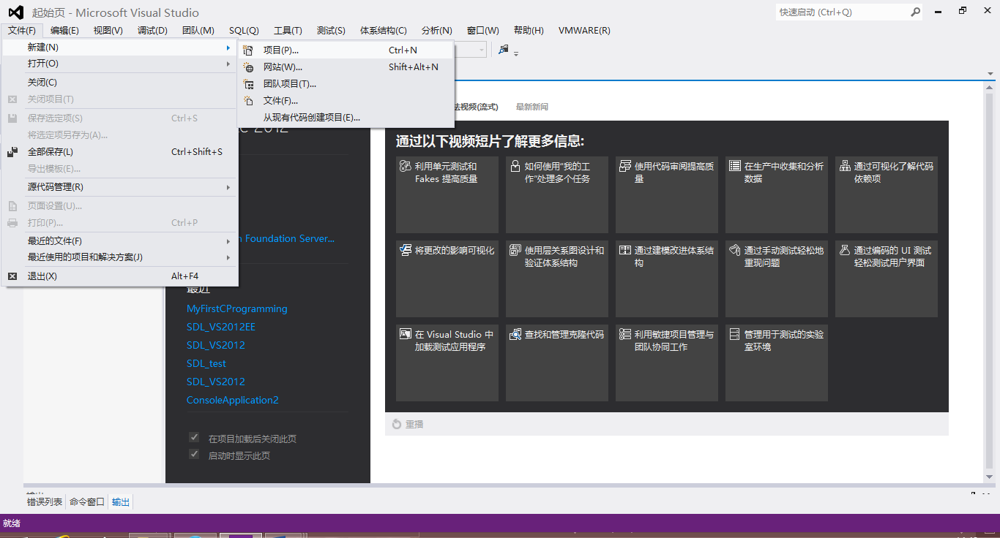 起始页 - Microsoft Visual Studio
快速启动 (Ctrl+Q)
文件(F) 编辑(E) 视图(V) 调试(D) 团队(M) SQL(Q) 工具(T) 测试(S) 体系结构(C) 分析(N) 窗口(W) 帮助(H) VMWARE(R)
新建(N)
打开(O)
关闭(C)
关闭项目(T)
保存选定项(S) Ctrl+S
将选定项另存为(A)...
全部保存(L) Ctrl+Shift+S
导出模板(E)...
源代码管理(R)
页面设置(U)...
打印(P)... Ctrl+P
最近的文件(F)
最近使用的项目和解决方案(J)
退出(X) Alt+F4
项目(P)... Ctrl+N
网站(W)... Shift+Alt+N
团队项目(T)...
文件(F)...
从现有代码创建项目(E)...
2012
Foundation Server...
最近
MyFirstCProgramming
SDL_VS2012EE
SDL_VS2012
SDL_test
SDL_VS2012
ConsoleApplication2
在项目加载后关闭此页
启动时显示此页
法视频(流式) 最新新闻
通过以下视频短片了解更多信息:
利用单元测试和
Fakes 提高质量
如何使用"我的工
作"处理多个任务
使用代码审阅提高质
量
在生产中收集和分析
数据
通过可视化了解代码
依赖项
将更改的影响可视化
使用层关系图设计和
验证体系结构
通过建模改进体系结
构
通过手动测试轻松地
重现问题
通过编码的 UI 测试
轻松测试用户界面
在 Visual Studio 中
加载测试应用程序
查找和管理克隆代码
利用敏捷项目管理与
团队协同工作
管理用于测试的实验
室环境
重播
输出
错误列表 命令窗口 输出
就绪